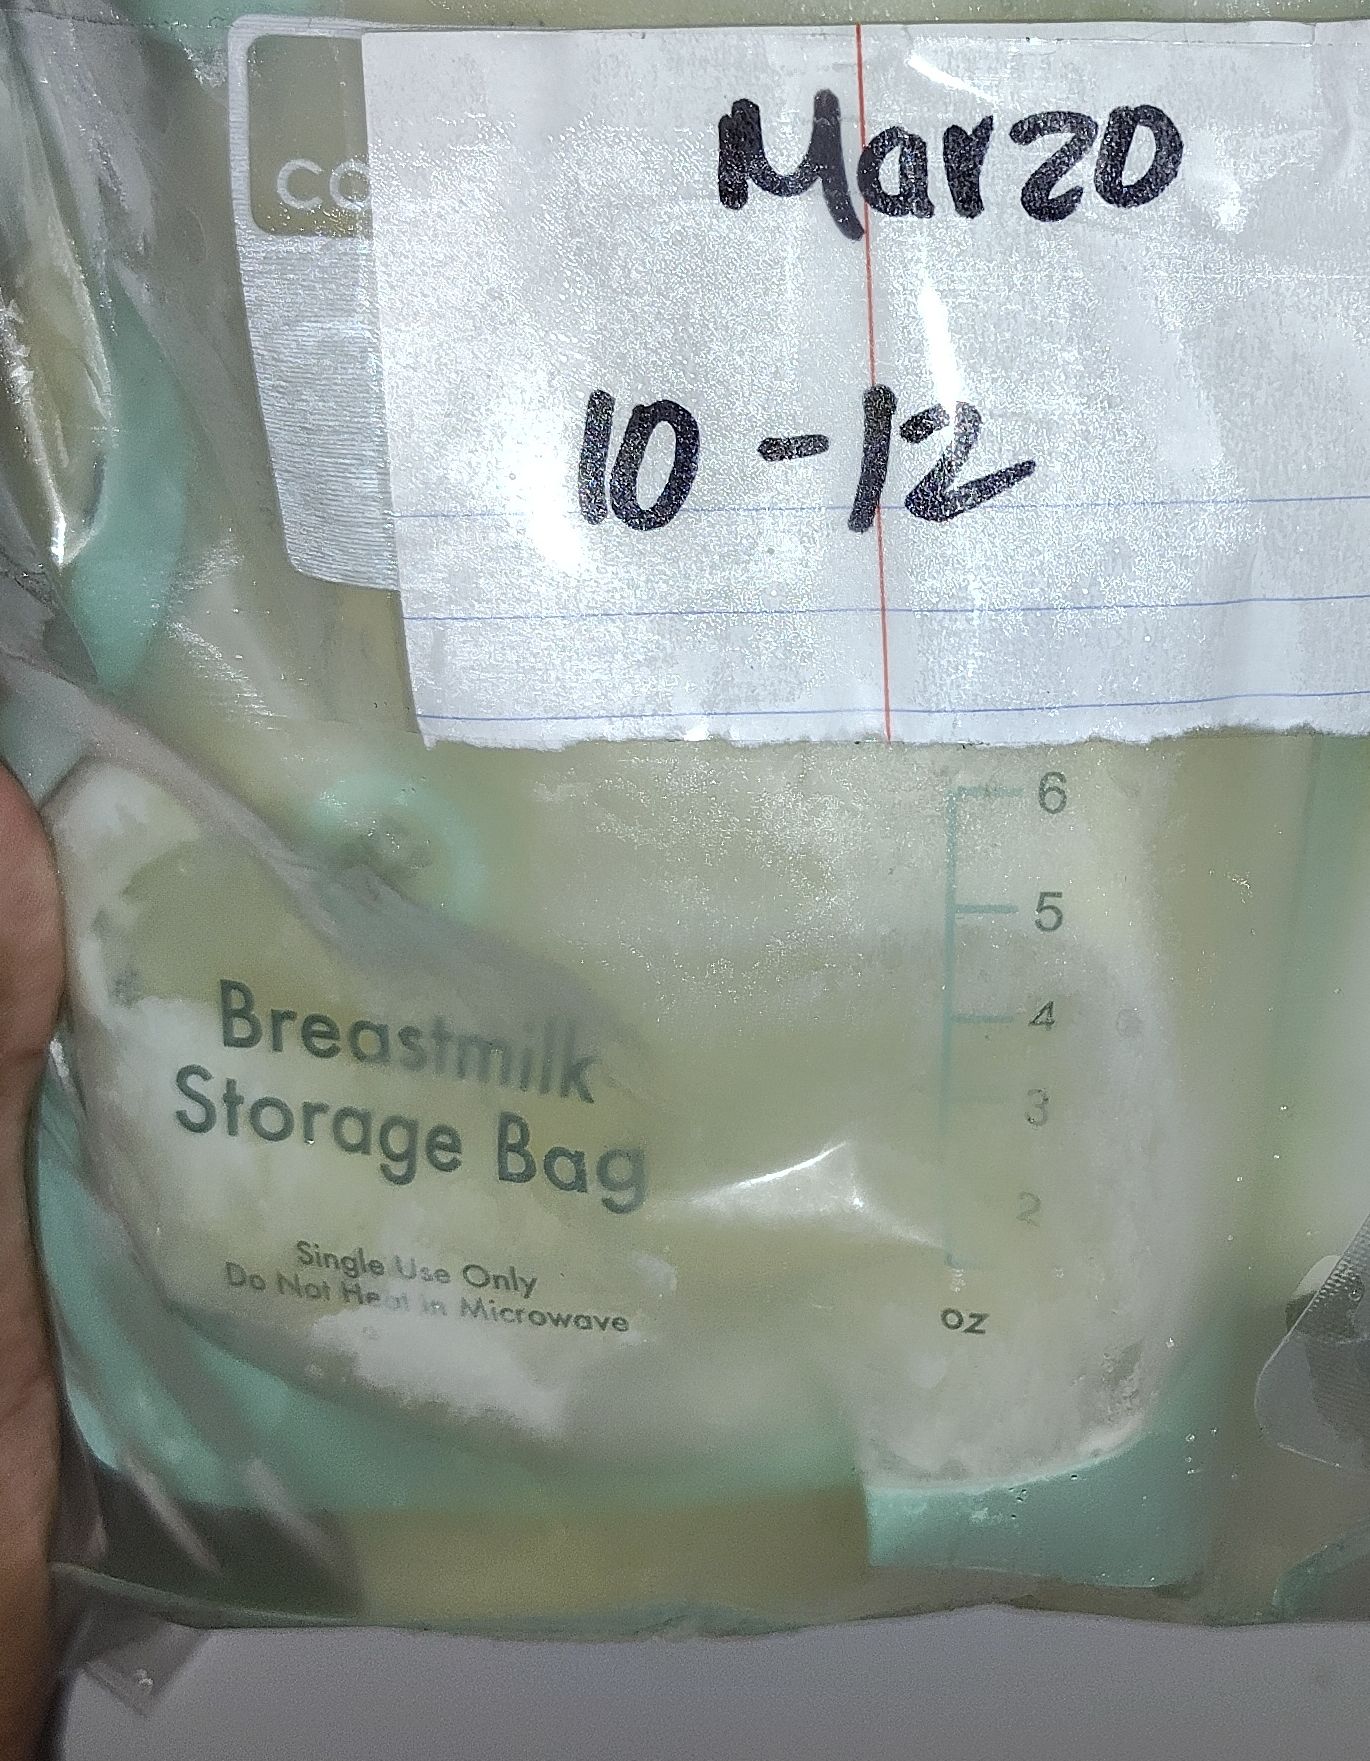 Marzo
10-12
6
5
4
3
2
oz
Breastmilk
Storage Bag
Single Use Only
Do Not Heat in Microwave